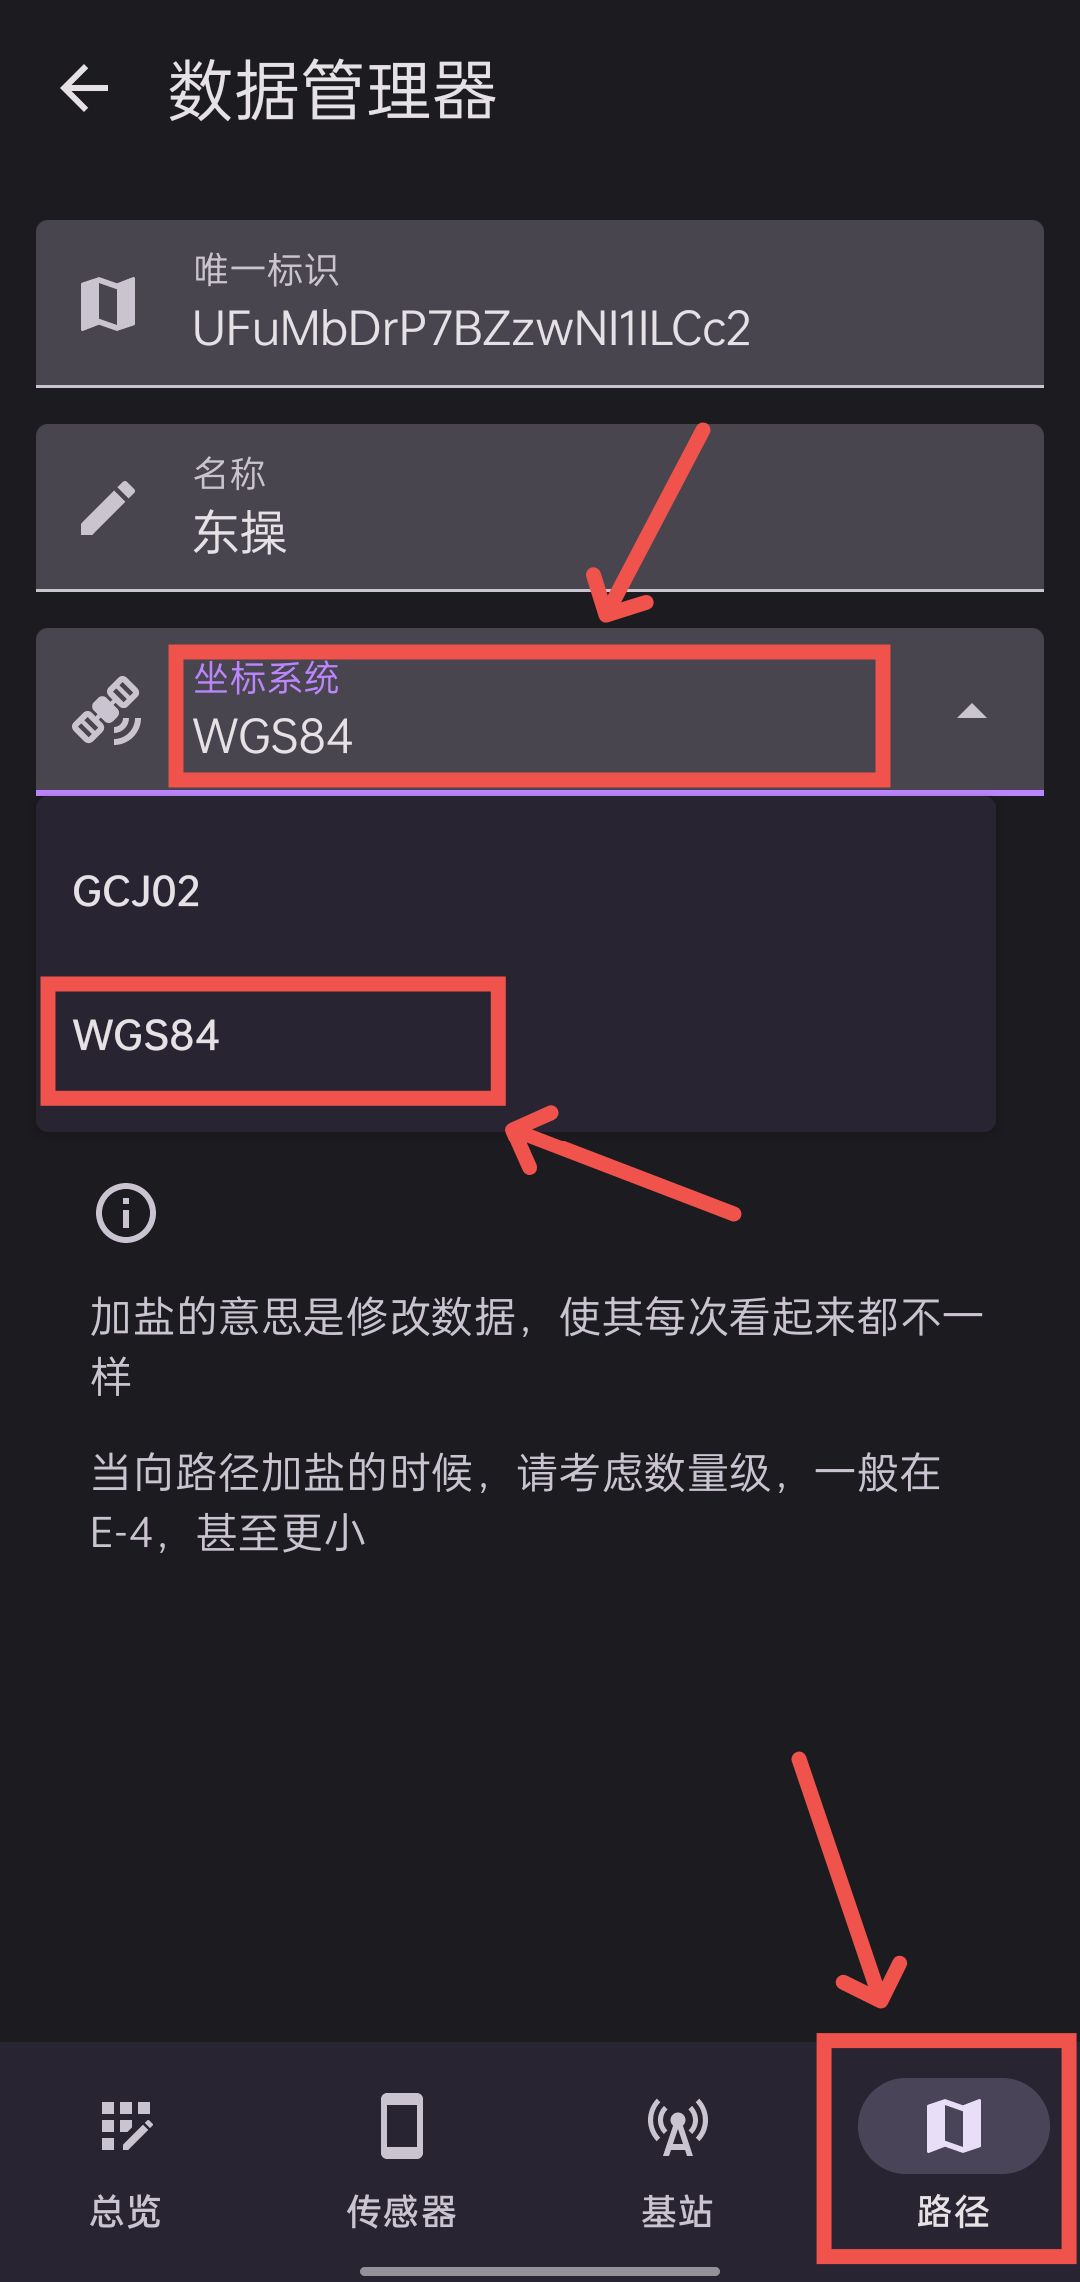 数据管理器
唯一标识
UFuMbDrP7BZzwNI1ILCc2
名称
东操
坐标系统
WGS84
GCJ02
WGS84
加盐的意思是修改数据，使其每次看起来都不一
样
当向路径加盐的时候，请考虑数量级，一般在
E-4，甚至更小
总览
传感器
基站
路径